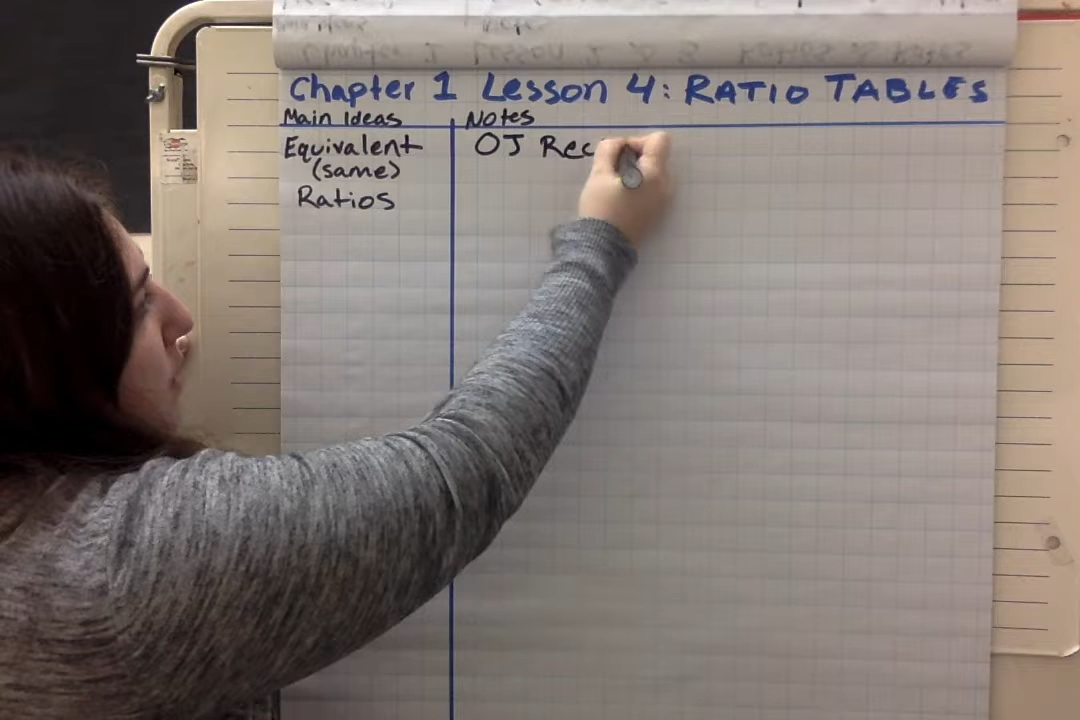 Chapter 1 Lesson 4: RATIO TABLES
Main Ideas
Notes
Equivalent
(same)
Ratios
OJ Rec